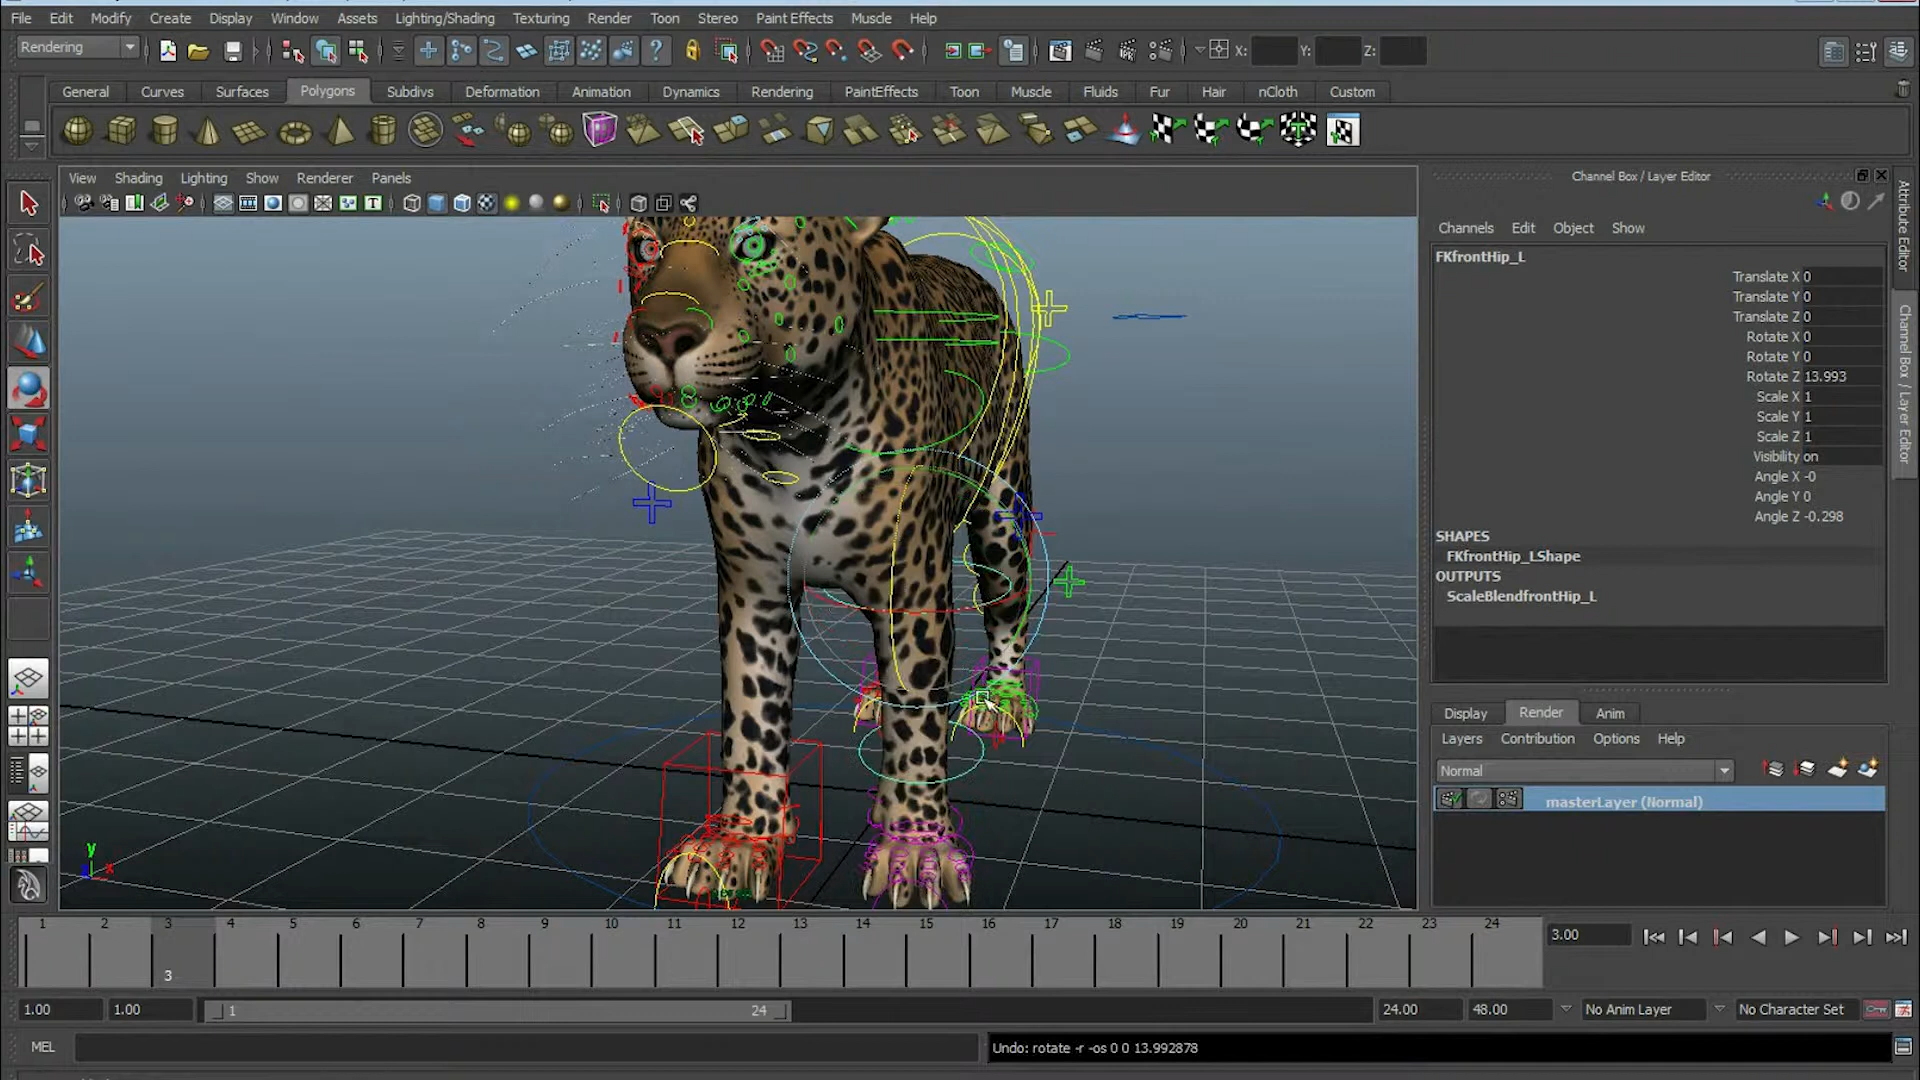 File Edit Modify Create Display Window Assets Lighting/Shading Texturing Render Toon Stereo Paint Effects Muscle Help
Rendering X: Y: Z:
General Curves Surfaces Polygons Subdivs Deformation Animation Dynamics Rendering PaintEffects Toon Muscle Fluids Fur Hair nCloth Custom
View Shading Lighting Show Renderer Panels
Channel Box / Layer Editor
Channels Edit Object Show
FKfrontHip_L
Translate X 0
Translate Y 0
Translate Z 0
Rotate X 0
Rotate Y 0
Rotate Z 13.993
Scale X 1
Scale Y 1
Scale Z 1
Visibility on
Angle X -0
Angle Y 0
Angle Z -0.298
SHAPES
FKfrontHip_LShape
OUTPUTS
ScaleBlendfrontHip_L
Attribute Editor
Channel Box / Layer Editor
Display Render Anim
Layers Contribution Options Help
Normal
masterLayer (Normal)
y
x
1 2 3 4 5 6 7 8 9 10 11 12 13 14 15 16 17 18 19 20 21 22 23 24
3
3.00
1.00 1.00 1 24 24.00 48.00 No Anim Layer No Character Set
MEL Undo: rotate -r -os 0 0 13.992878